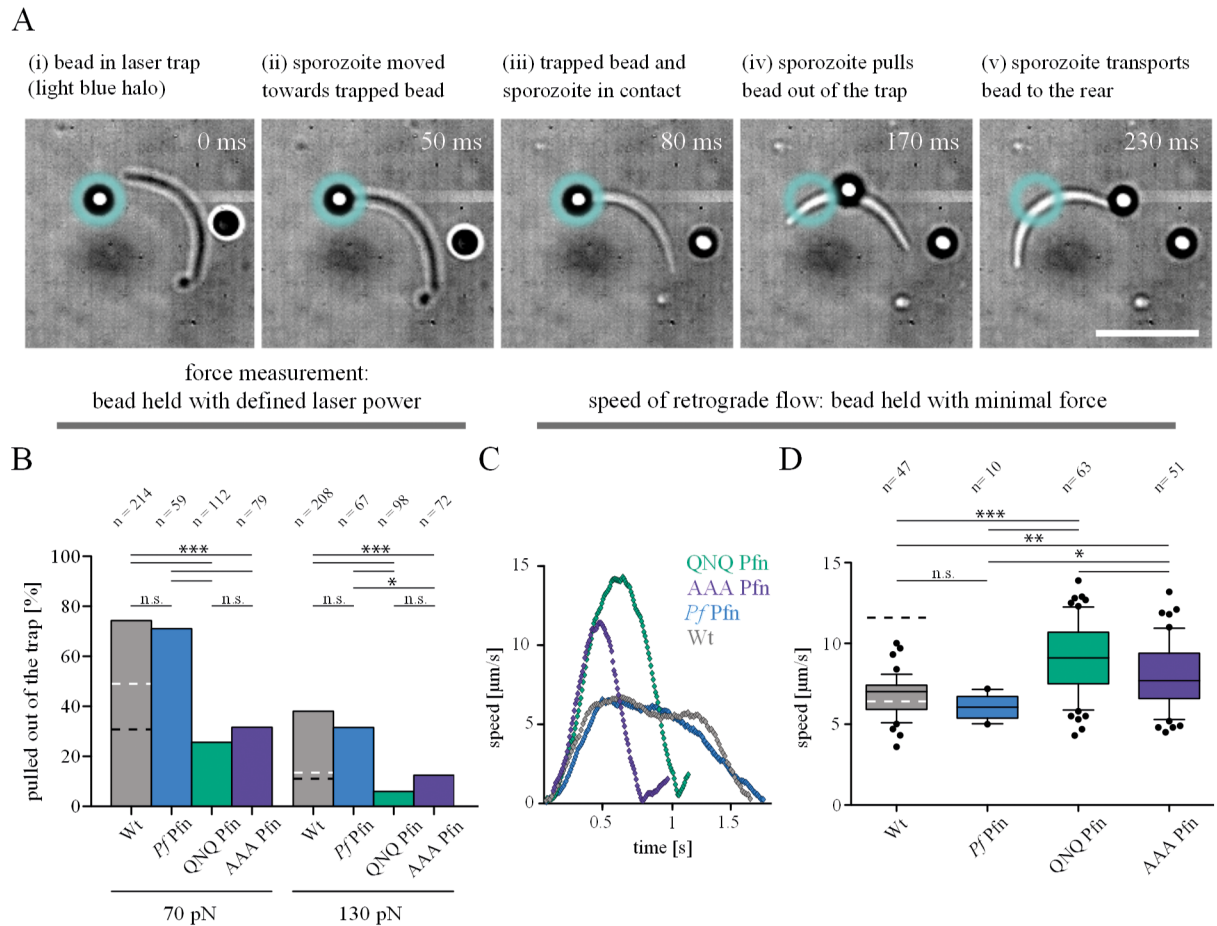 A
(i) bead in laser trap
(light blue halo)
(ii) sporozoite moved
towards trapped bead
(iii) trapped bead and
sporozoite in contact
(iv) sporozoite pulls
bead out of the trap
(v) sporozoite transports
bead to the rear
0 ms
50 ms
80 ms
170 ms
230 ms
force measurement:
bead held with defined laser power
speed of retrograde flow: bead held with minimal force
B
n = 214
n = 59
n = 112
n = 79
n = 208
n = 67
n = 98
n = 72
***
n.s.
n.s.
***
*
n.s.
n.s.
pulled out of the trap [%]
100
80
60
40
20
0
Wt
Pf Pfn
QNQ Pfn
AAA Pfn
Wt
Pf Pfn
QNQ Pfn
AAA Pfn
70 pN
130 pN
C
QNQ Pfn
AAA Pfn
Pf Pfn
Wt
speed [μm/s]
15
10
5
0
0.5
1
1.5
time [s]
D
n= 47
n= 10
n= 63
n= 51
***
**
*
n.s.
speed [μm/s]
15
10
5
0
Wt
Pf Pfn
QNQ Pfn
AAA Pfn